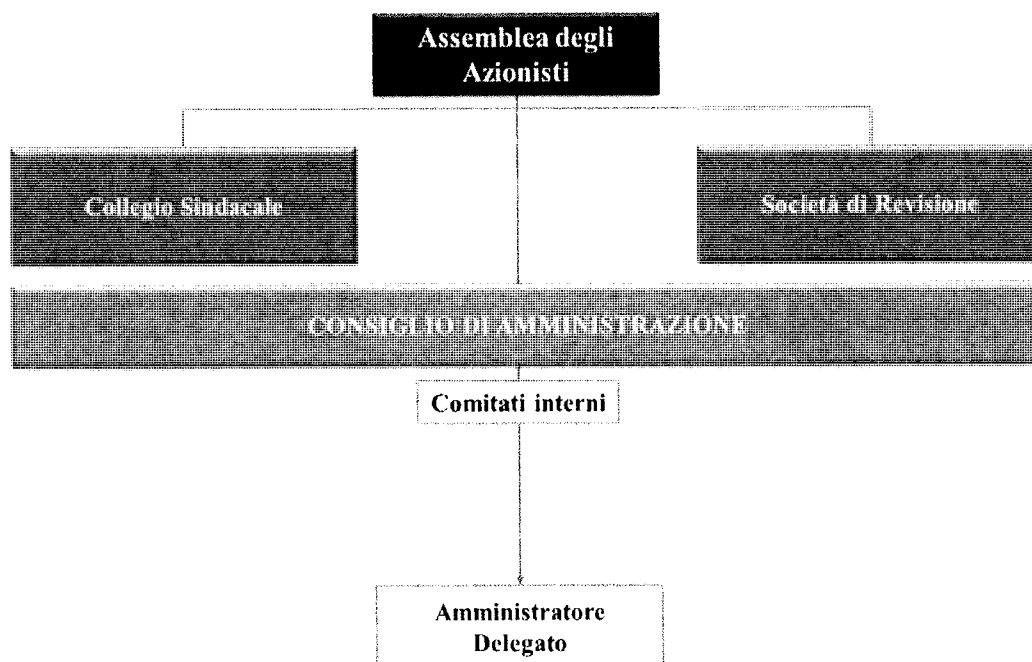 Assemblea degli
Azionisti
Collegio Sindacale
Società di Revisione
CONSIGLIO DI AMMINISTRAZIONE
Comitati interni
Amministratore
Delegato